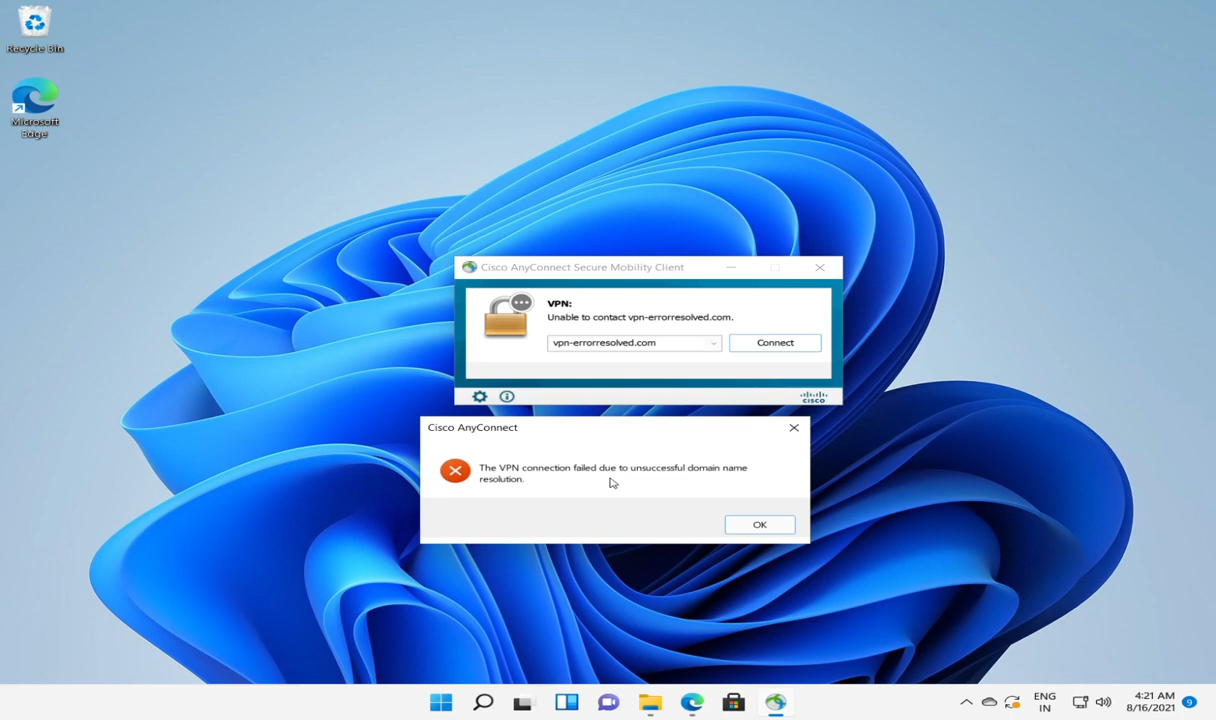 Recycle Bin
Microsoft
Edge
Cisco AnyConnect Secure Mobility Client
VPN:
Unable to contact vpn-errorresolved.com.
vpn-errorresolved.com
Connect
CISCO
Cisco AnyConnect
The VPN connection failed due to unsuccessful domain name
resolution.
OK
ENG
IN
4:21 AM
8/16/2021
9